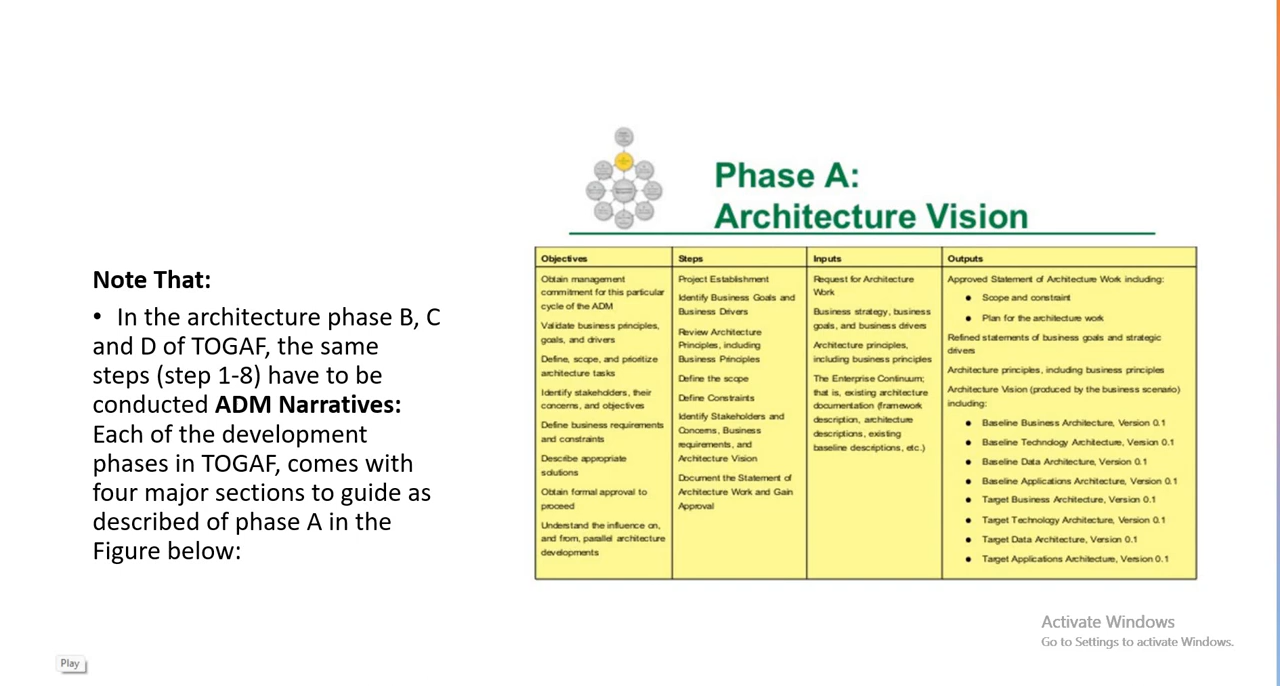 Note That:
• In the architecture phase B, C
and D of TOGAF, the same
steps (step 1-8) have to be
conducted ADM Narratives:
Each of the development
phases in TOGAF, comes with
four major sections to guide as
described of phase A in the
Figure below:
Phase A:
Architecture Vision
Objectives
Obtain management
commitment for this particular
cycle of the ADM
Validate business principles,
goals, and drivers
Define, scope, and prioritize
architecture tasks
Identify stakeholders, their
concerns, and objectives
Define business requirements
and constraints
Describe appropriate
solutions
Obtain formal approval to
proceed
Understand the influence on,
and from, parallel architecture
developments
Steps
Project Establishment
Identify Business Goals and
Business Drivers
Review Architecture
Principles, including
Business Principles
Define the scope
Define Constraints
Identify Stakeholders and
Concerns, Business
requirements, and
Architecture Vision
Document the Statement of
Architecture Work and Gain
Approval
Inputs
Request for Architecture
Work
Business strategy, business
goals, and business drivers
Architecture principles,
including business principles
The Enterprise Continuum;
that is, existing architecture
documentation (framework
description, architecture
descriptions, existing
baseline descriptions, etc.)
Outputs
Approved Statement of Architecture Work including:
● Scope and constraint
● Plan for the architecture work
Refined statements of business goals and strategic
drivers
Architecture principles, including business principles
Architecture Vision (produced by the business scenario)
including:
● Baseline Business Architecture, Version 0.1
● Baseline Technology Architecture, Version 0.1
● Baseline Data Architecture, Version 0.1
● Baseline Applications Architecture, Version 0.1
● Target Business Architecture, Version 0.1
● Target Technology Architecture, Version 0.1
● Target Data Architecture, Version 0.1
● Target Applications Architecture, Version 0.1
Activate Windows
Go to Settings to activate Windows.
Play